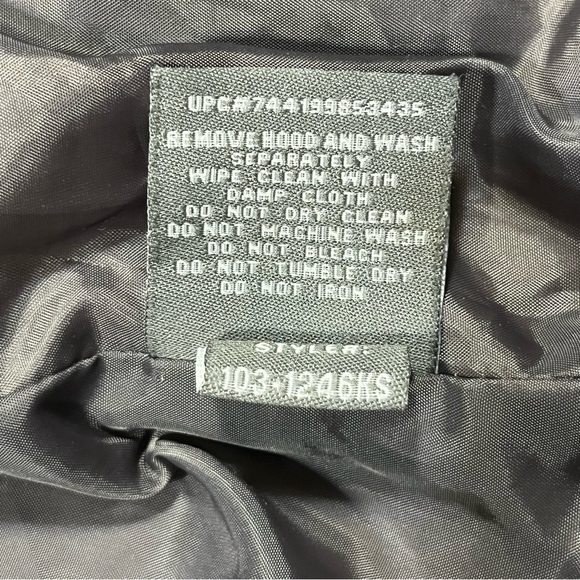 UPC#744199853435
REMOVE HOOD AND WASH
SEPARATELY
WIPE CLEAN WITH
DAMP CLOTH
DO NOT DRY CLEAN
DO NOT MACHINE WASH
DO NOT BLEACH
DO NOT TUMBLE DRY
DO NOT IRON
STYLE#:
103-1246KS